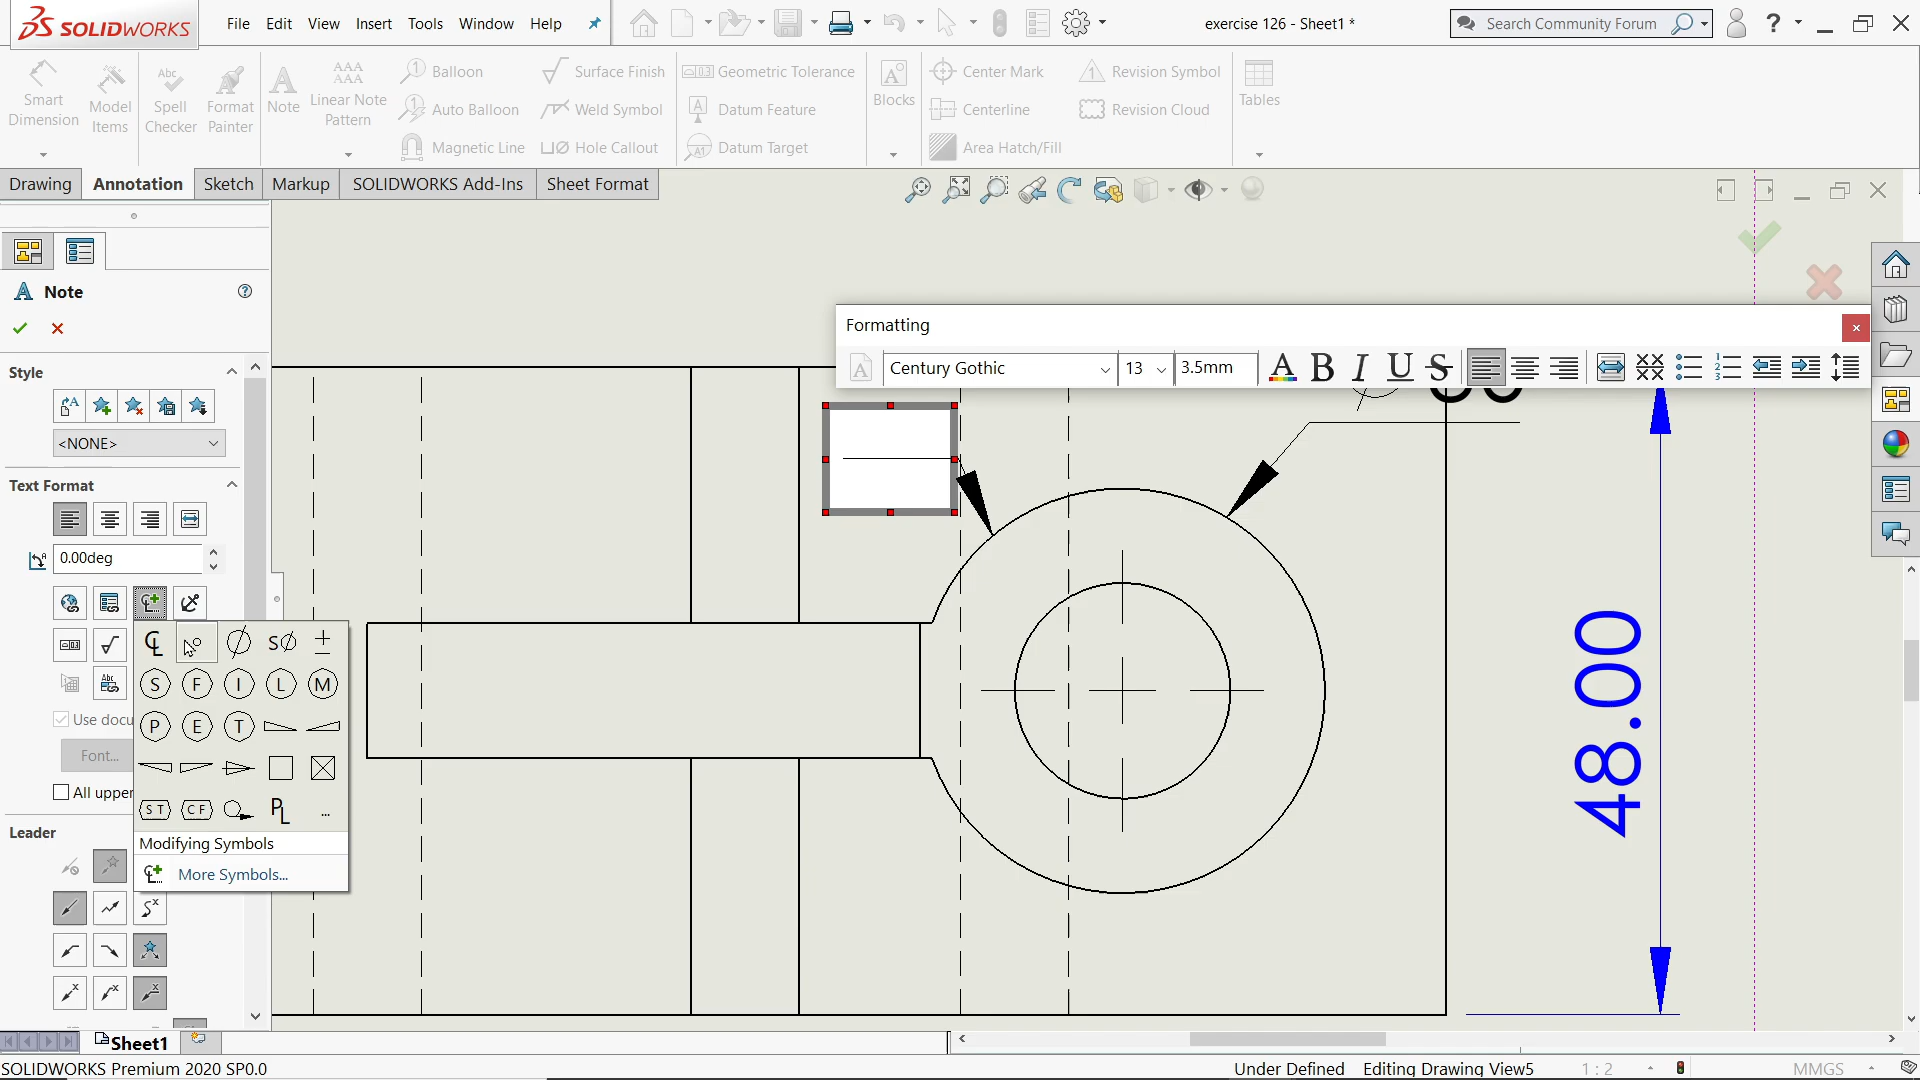 SOLIDWORKS
File Edit View Insert Tools Window Help
exercise 126 - Sheet1 *
Search Community Forum
Smart Dimension
Model Items
Spell Checker
Format Painter
Note
Linear Note Pattern
Balloon
Auto Balloon
Magnetic Line
Surface Finish
Weld Symbol
Hole Callout
Geometric Tolerance
Datum Feature
Datum Target
Blocks
Center Mark
Centerline
Area Hatch/Fill
Revision Symbol
Revision Cloud
Tables
Drawing Annotation Sketch Markup SOLIDWORKS Add-Ins Sheet Format
Note
Style
<NONE>
Text Format
0.00deg
Use docu
Font...
All upper
Leader
S F I L M
P E T
ST CF PL ...
Modifying Symbols
More Symbols...
Formatting
Century Gothic 13 3.5mm
48.00
Sheet1
SOLIDWORKS Premium 2020 SP0.0
Under Defined Editing Drawing View5 1 : 2 MMGS